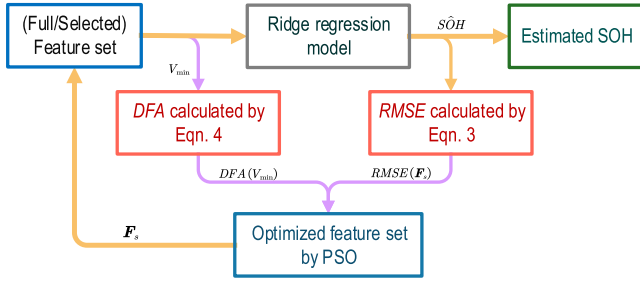 (Full/Selected)
Feature set
Ridge regression
model
SÔH
Estimated SOH
V_min
DFA calculated by
Eqn. 4
RMSE calculated by
Eqn. 3
DFA(V_min)
RMSE(F_s)
F_s
Optimized feature set
by PSO